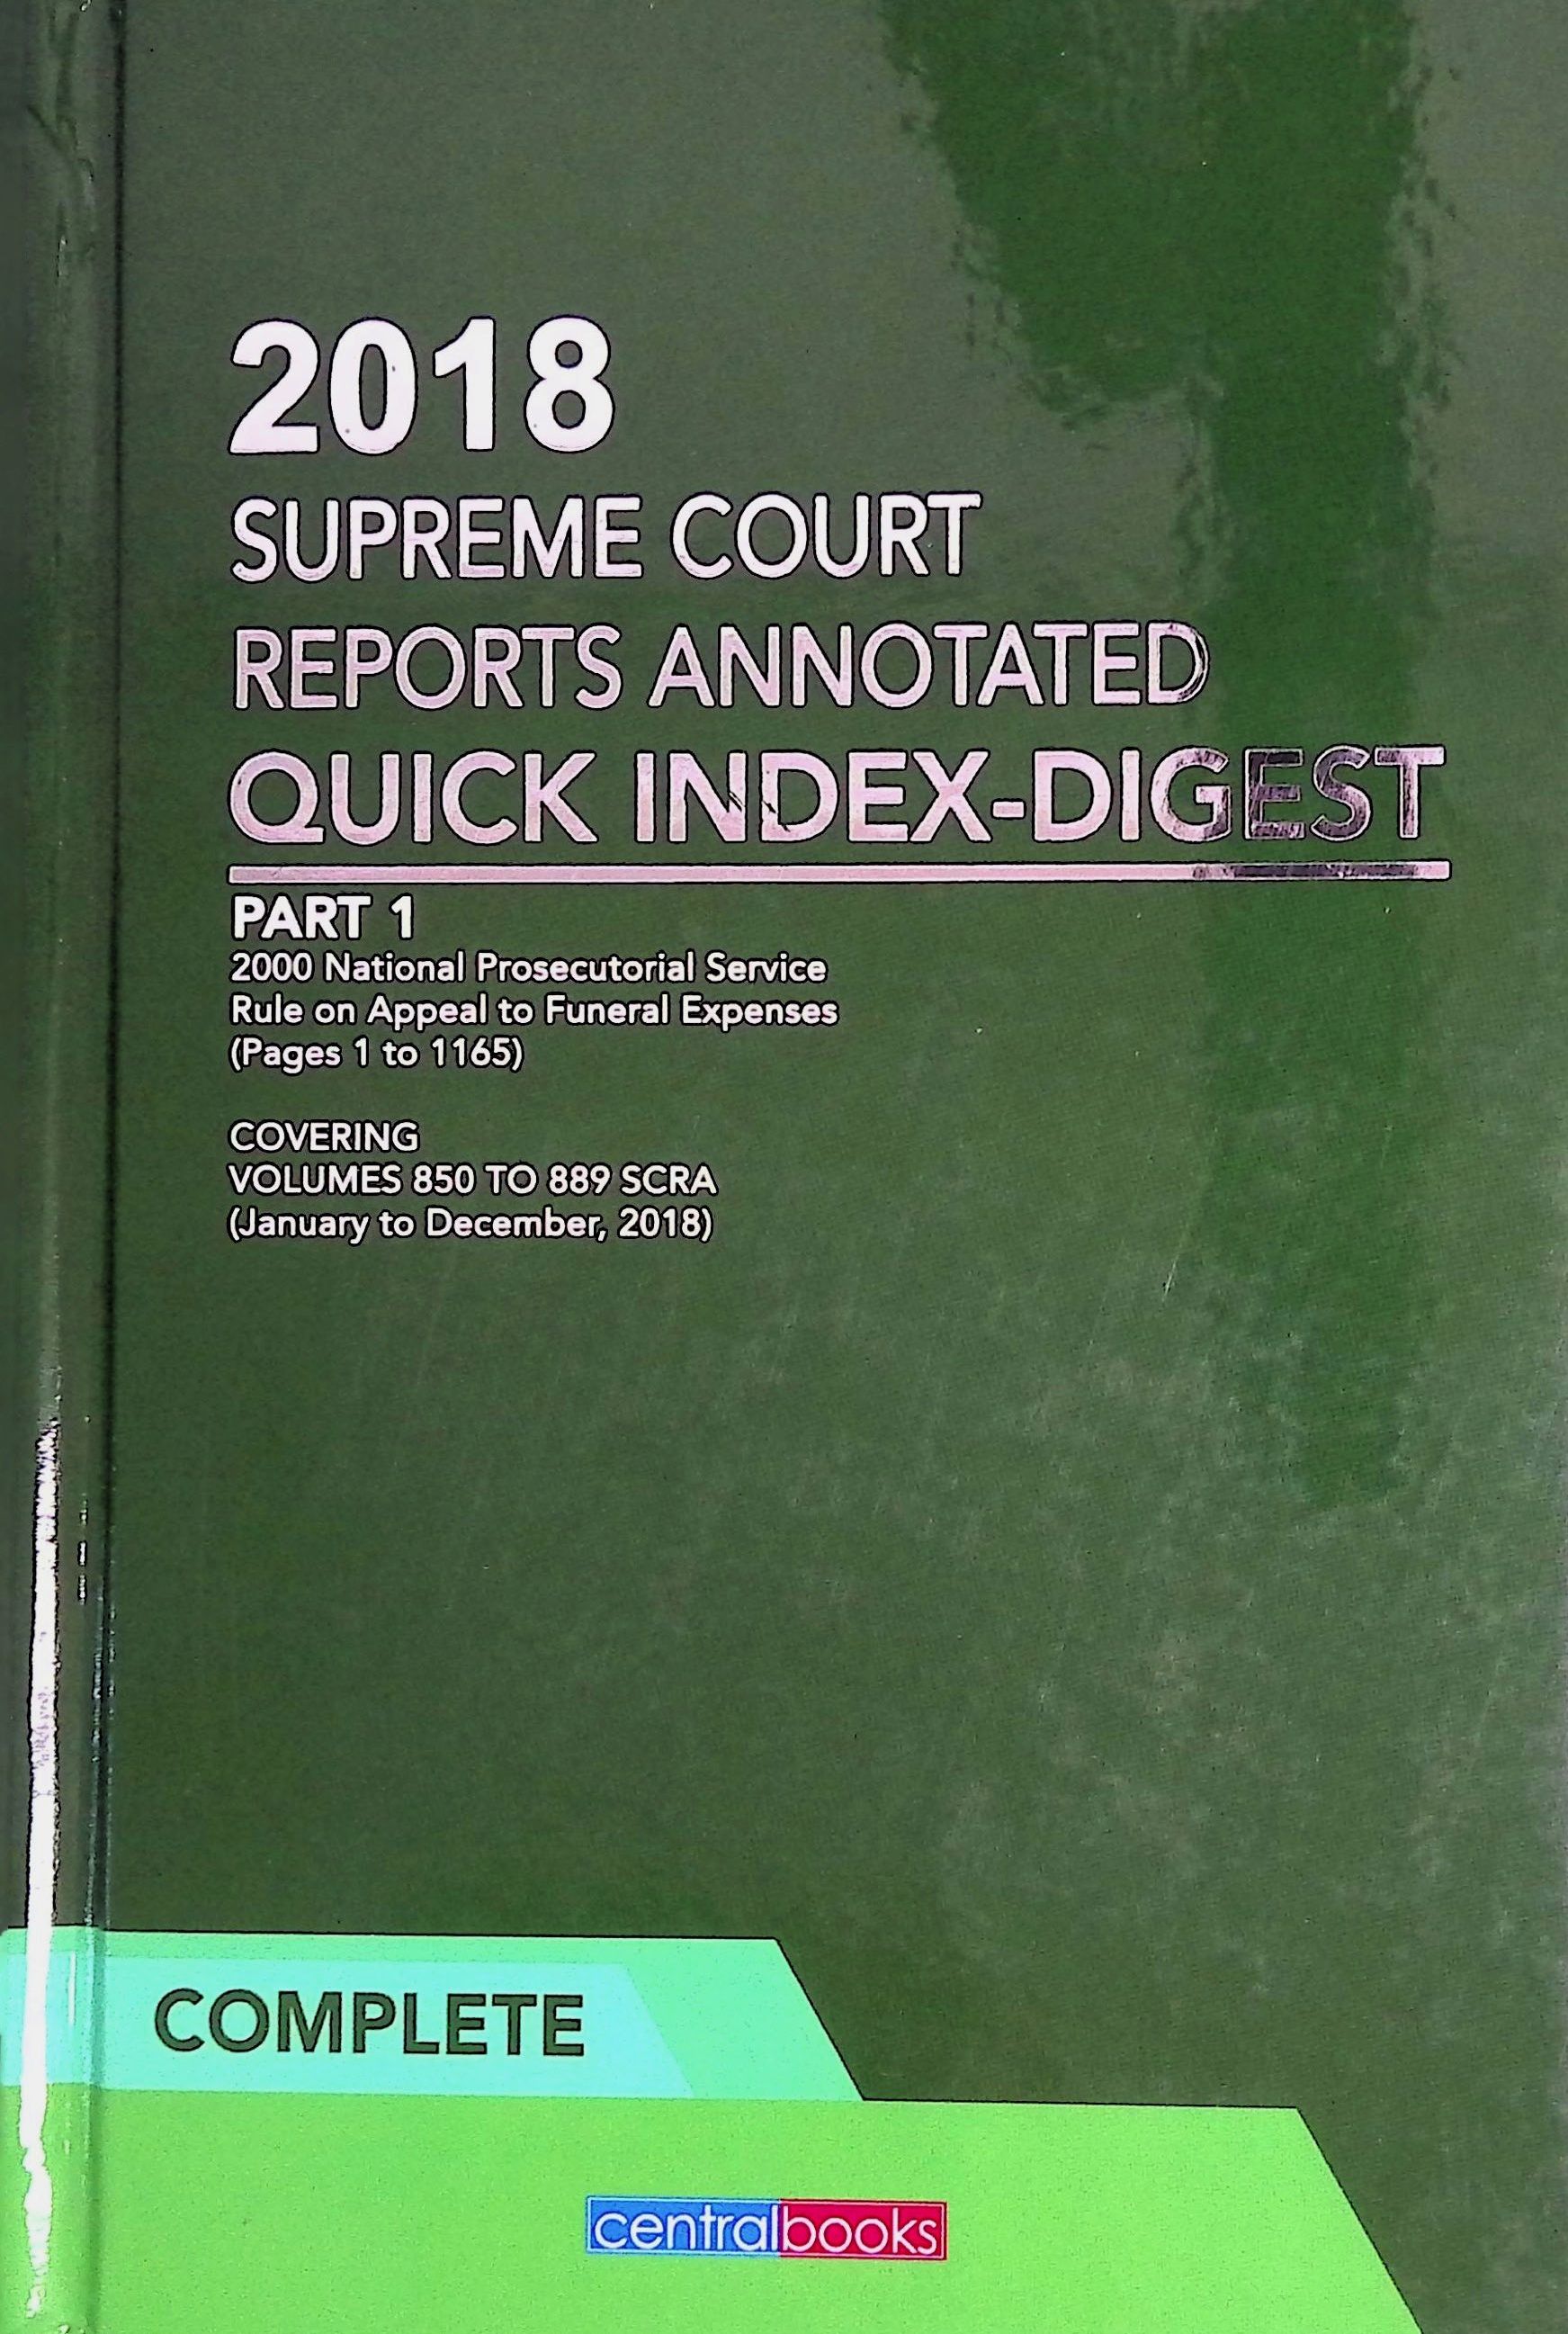 2018
SUPREME COURT
REPORTS ANNOTATED
QUICK INDEX-DIGEST
PART 1
2000 National Prosecutorial Service
Rule on Appeal to Funeral Expenses
(Pages 1 to 1165)
COVERING
VOLUMES 850 TO 889 SCRA
(January to December, 2018)
COMPLETE
centralbooks